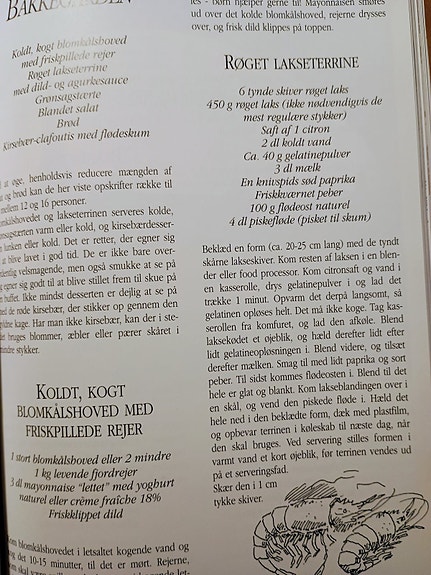 BAKKEGÅRDEN
Koldt, kogt blomkålshoved
med friskpillede rejer
Røget lakseterrine
med dild- og agurkesauce
Grønsagstærte
Blandet salat
Brød
Kirsebær-clafoutis med flødeskum
at øge, henholdsvis reducere mængden af
og brød kan de her viste opskrifter række til
mellem 12 og 16 personer.
blomkålshovedet og lakseterrinen serveres kolde,
grønsagstærten varm eller kold, og kirsebærdesser-
lunken eller kold. Det er retter, der egner sig
at blive lavet i god tid. De er ikke bare over-
velsmagende, men også smukke at se på
egner sig godt til at blive stillet frem til skue på
buffet. Ikke mindst desserten er dejlig at se på
med de røde kirsebær, der stikker op gennem den
gyldne kage. Har man ikke kirsebær, kan der i ste-
det bruges blommer, æbler eller pærer skåret i
mindre stykker.
KOLDT, KOGT
BLOMKÅLSHOVED MED
FRISKPILLEDE REJER
1 stort blomkålshoved eller 2 mindre
1 kg levende fjordrejer
3 dl mayonnaise "lettet" med yoghurt
naturel eller crème fraîche 18%
Friskklippet dild
Kom blomkålshovedet i letsaltet kogende vand og
kog det 10-15 minutter, til det er mørt. Rejerne,
som skal være levende, kommes i kogende let-
les - børn hjælper gerne til! Mayonnaisen smøres
ud over det kolde blomkålshoved, rejerne drysses
over, og frisk dild klippes på toppen.
RØGET LAKSETERRINE
6 tynde skiver røget laks
450 g røget laks (ikke nødvendigvis de
mest regulære stykker)
Saft af 1 citron
2 dl koldt vand
Ca. 40 g gelatinepulver
3 dl mælk
En knivspids sød paprika
Friskkværnet peber
100 g flødeost naturel
4 dl piskefløde (pisket til skum)
Beklæd en form (ca. 20-25 cm lang) med de tyndt
skårne lakseskiver. Kom resten af laksen i en blen-
der eller food processor. Kom citronsaft og vand i
en kasserolle, drys gelatinepulver i og lad det
trække 1 minut. Opvarm det derpå langsomt, så
gelatinen opløses helt. Det må ikke koge. Tag kas-
serollen fra komfuret, og lad den afkøle. Blend
laksekødet et øjeblik, og hæld derefter lidt efter
lidt gelatineopløsningen i. Blend videre, og tilsæt
derefter mælken. Smag til med lidt paprika og sort
peber. Til sidst kommes flødeosten i. Blend til det
hele er glat og blankt. Kom lakseblandingen over i
en skål, og vend den piskede fløde i. Hæld det
hele ned i den beklædte form, dæk med plastfilm,
og opbevar terrinen i køleskab til næste dag, når
den skal bruges. Ved servering stilles formen i
varmt vand et kort øjeblik, før terrinen vendes ud
på et serveringsfad.
Skær den i 1 cm
tykke skiver.